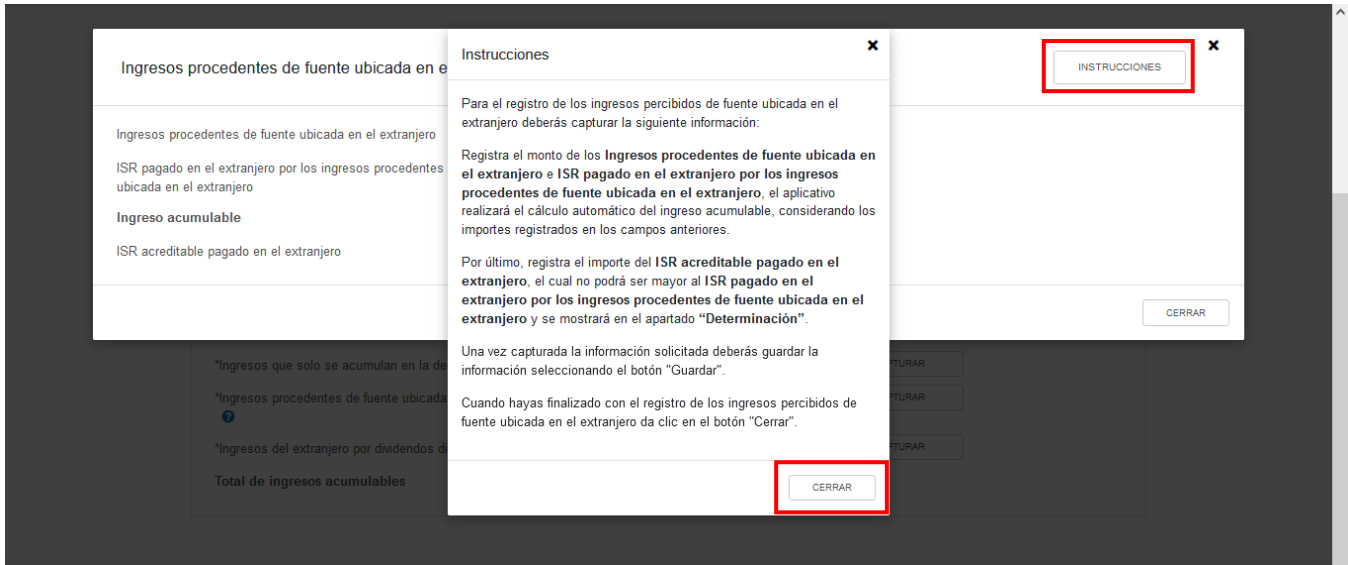 Ingresos procedentes de fuente ubicada en e
INSTRUCCIONES
Ingresos procedentes de fuente ubicada en el extranjero
ISR pagado en el extranjero por los ingresos procedentes
ubicada en el extranjero
Ingreso acumulable
ISR acreditable pagado en el extranjero
CERRAR
Instrucciones
Para el registro de los ingresos percibidos de fuente ubicada en el
extranjero deberás capturar la siguiente información:
Registra el monto de los Ingresos procedentes de fuente ubicada en
el extranjero e ISR pagado en el extranjero por los ingresos
procedentes de fuente ubicada en el extranjero, el aplicativo
realizará el cálculo automático del ingreso acumulable, considerando los
importes registrados en los campos anteriores.
Por último, registra el importe del ISR acreditable pagado en el
extranjero, el cual no podrá ser mayor al ISR pagado en el
extranjero por los ingresos procedentes de fuente ubicada en el
extranjero y se mostrará en el apartado “Determinación”.
Una vez capturada la información solicitada deberás guardar la
información seleccionando el botón "Guardar".
Cuando hayas finalizado con el registro de los ingresos percibidos de
fuente ubicada en el extranjero da clic en el botón "Cerrar".
CERRAR
*Ingresos que solo se acumulan en la de
PTURAR
*Ingresos procedentes de fuente ubicada
PTURAR
*Ingresos del extranjero por dividendos di
PTURAR
Total de ingresos acumulables